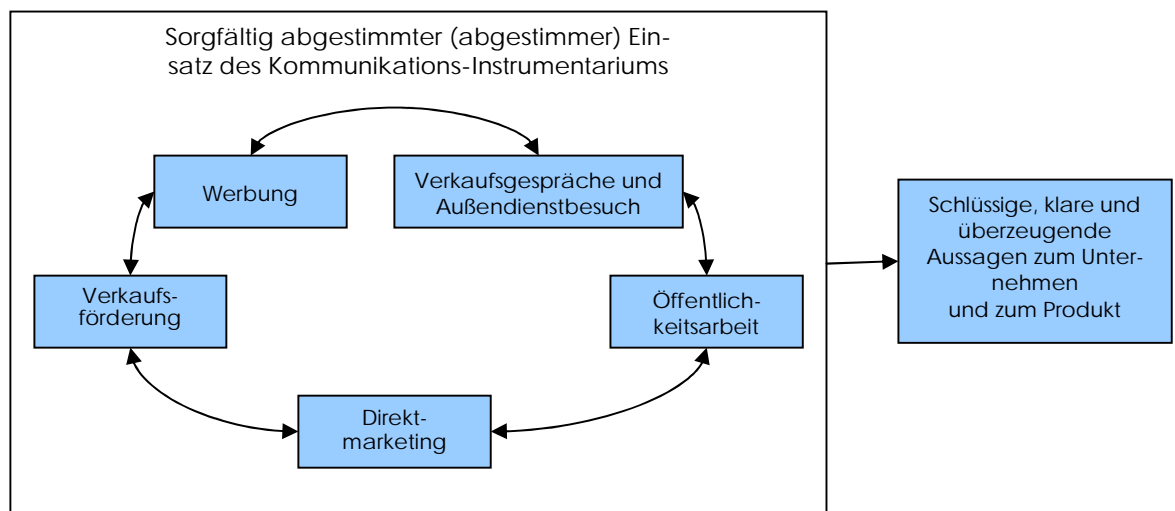 Sorgfältig abgestimmter (abgestimmer) Ein-
satz des Kommunikations-Instrumentariums
Werbung
Verkaufsgespräche und
Außendienstbesuch
Verkaufs-
förderung
Öffentlich-
keitsarbeit
Direkt-
marketing
Schlüssige, klare und
überzeugende
Aussagen zum Unter-
nehmen
und zum Produkt